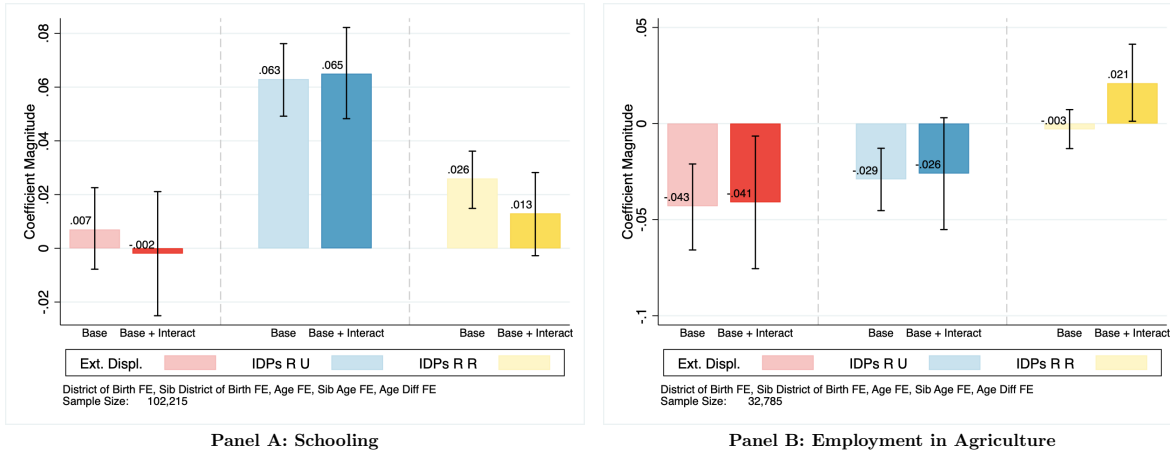 Coefficient Magnitude
.08
.06
.04
.02
0
-.02
.007
-.002
.063
.065
.026
.013
Base Base + Interact Base Base + Interact Base Base + Interact
Ext. Displ. IDPs R U IDPs R R
District of Birth FE, Sib District of Birth FE, Age FE, Sib Age FE, Age Diff FE
Sample Size: 102,215
Panel A: Schooling
Coefficient Magnitude
.05
0
-.05
-.1
-.043
-.041
-.029
-.026
-.003
.021
Base Base + Interact Base Base + Interact Base Base + Interact
Ext. Displ. IDPs R U IDPs R R
District of Birth FE, Sib District of Birth FE, Age FE, Sib Age FE, Age Diff FE
Sample Size: 32,785
Panel B: Employment in Agriculture